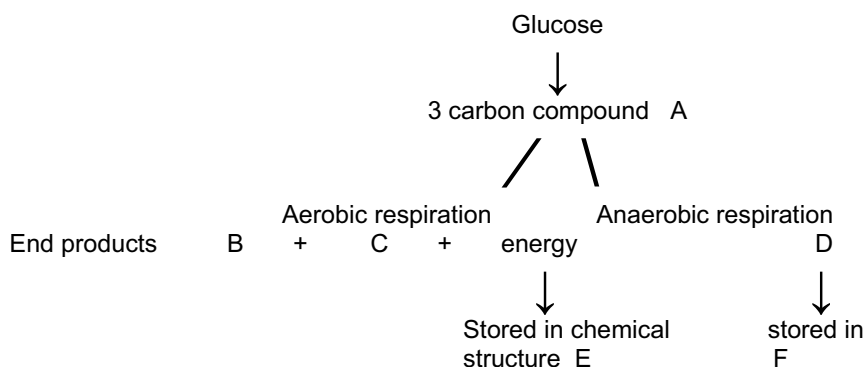 Glucose
3 carbon compound A
Aerobic respiration Anaerobic respiration
End products B + C + energy D
Stored in chemical stored in
structure E F